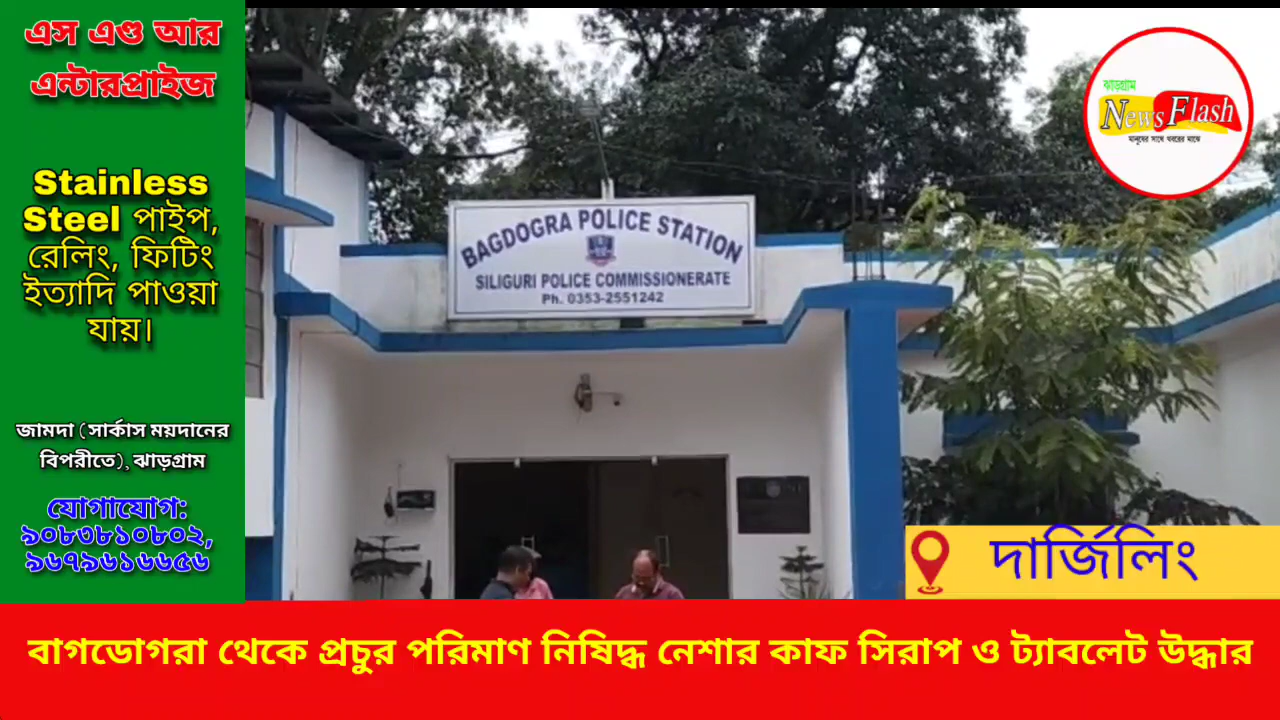 এস এণ্ড আর
এন্টারপ্রাইজ
Stainless
Steel পাইপ,
রেলিং, ফিটিং
ইত্যাদি পাওয়া
যায়।
জামদা (সার্কাস ময়দানের
বিপরীতে), ঝাড়গ্রাম
যোগাযোগ:
৯০৮৩৮১০৮০২,
৯৬৭৯৬১৬৬৫৬
BAGDOGRA POLICE STATION
SILIGURI POLICE COMMISSIONERATE
Ph. 0353-2551242
ঝাড়গ্রাম
News Flash
মানুষের সাথে খবরের মাঝে
দার্জিলিং
বাগডোগরা থেকে প্রচুর পরিমাণ নিষিদ্ধ নেশার কাফ সিরাপ ও ট্যাবলেট উদ্ধার